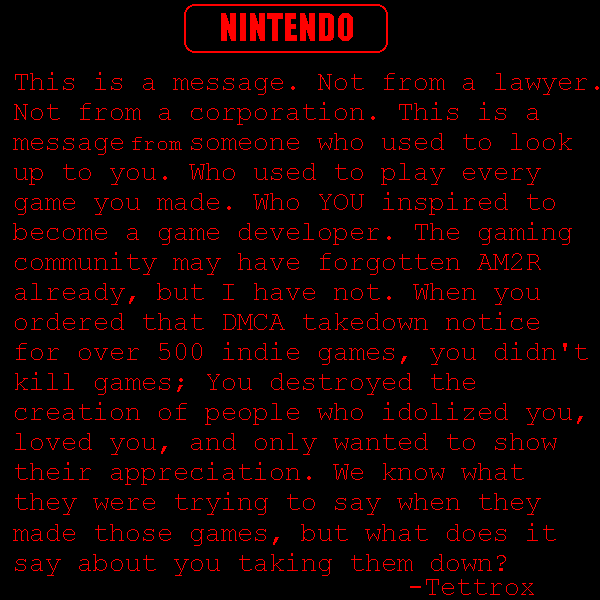 NINTENDO
This is a message. Not from a lawyer.
Not from a corporation. This is a
message from someone who used to look
up to you. Who used to play every
game you made. Who YOU inspired to
become a game developer. The gaming
community may have forgotten AM2R
already, but I have not. When you
ordered that DMCA takedown notice
for over 500 indie games, you didn't
kill games; You destroyed the
creation of people who idolized you,
loved you, and only wanted to show
their appreciation. We know what
they were trying to say when they
made those games, but what does it
say about you taking them down?
-Tettrox